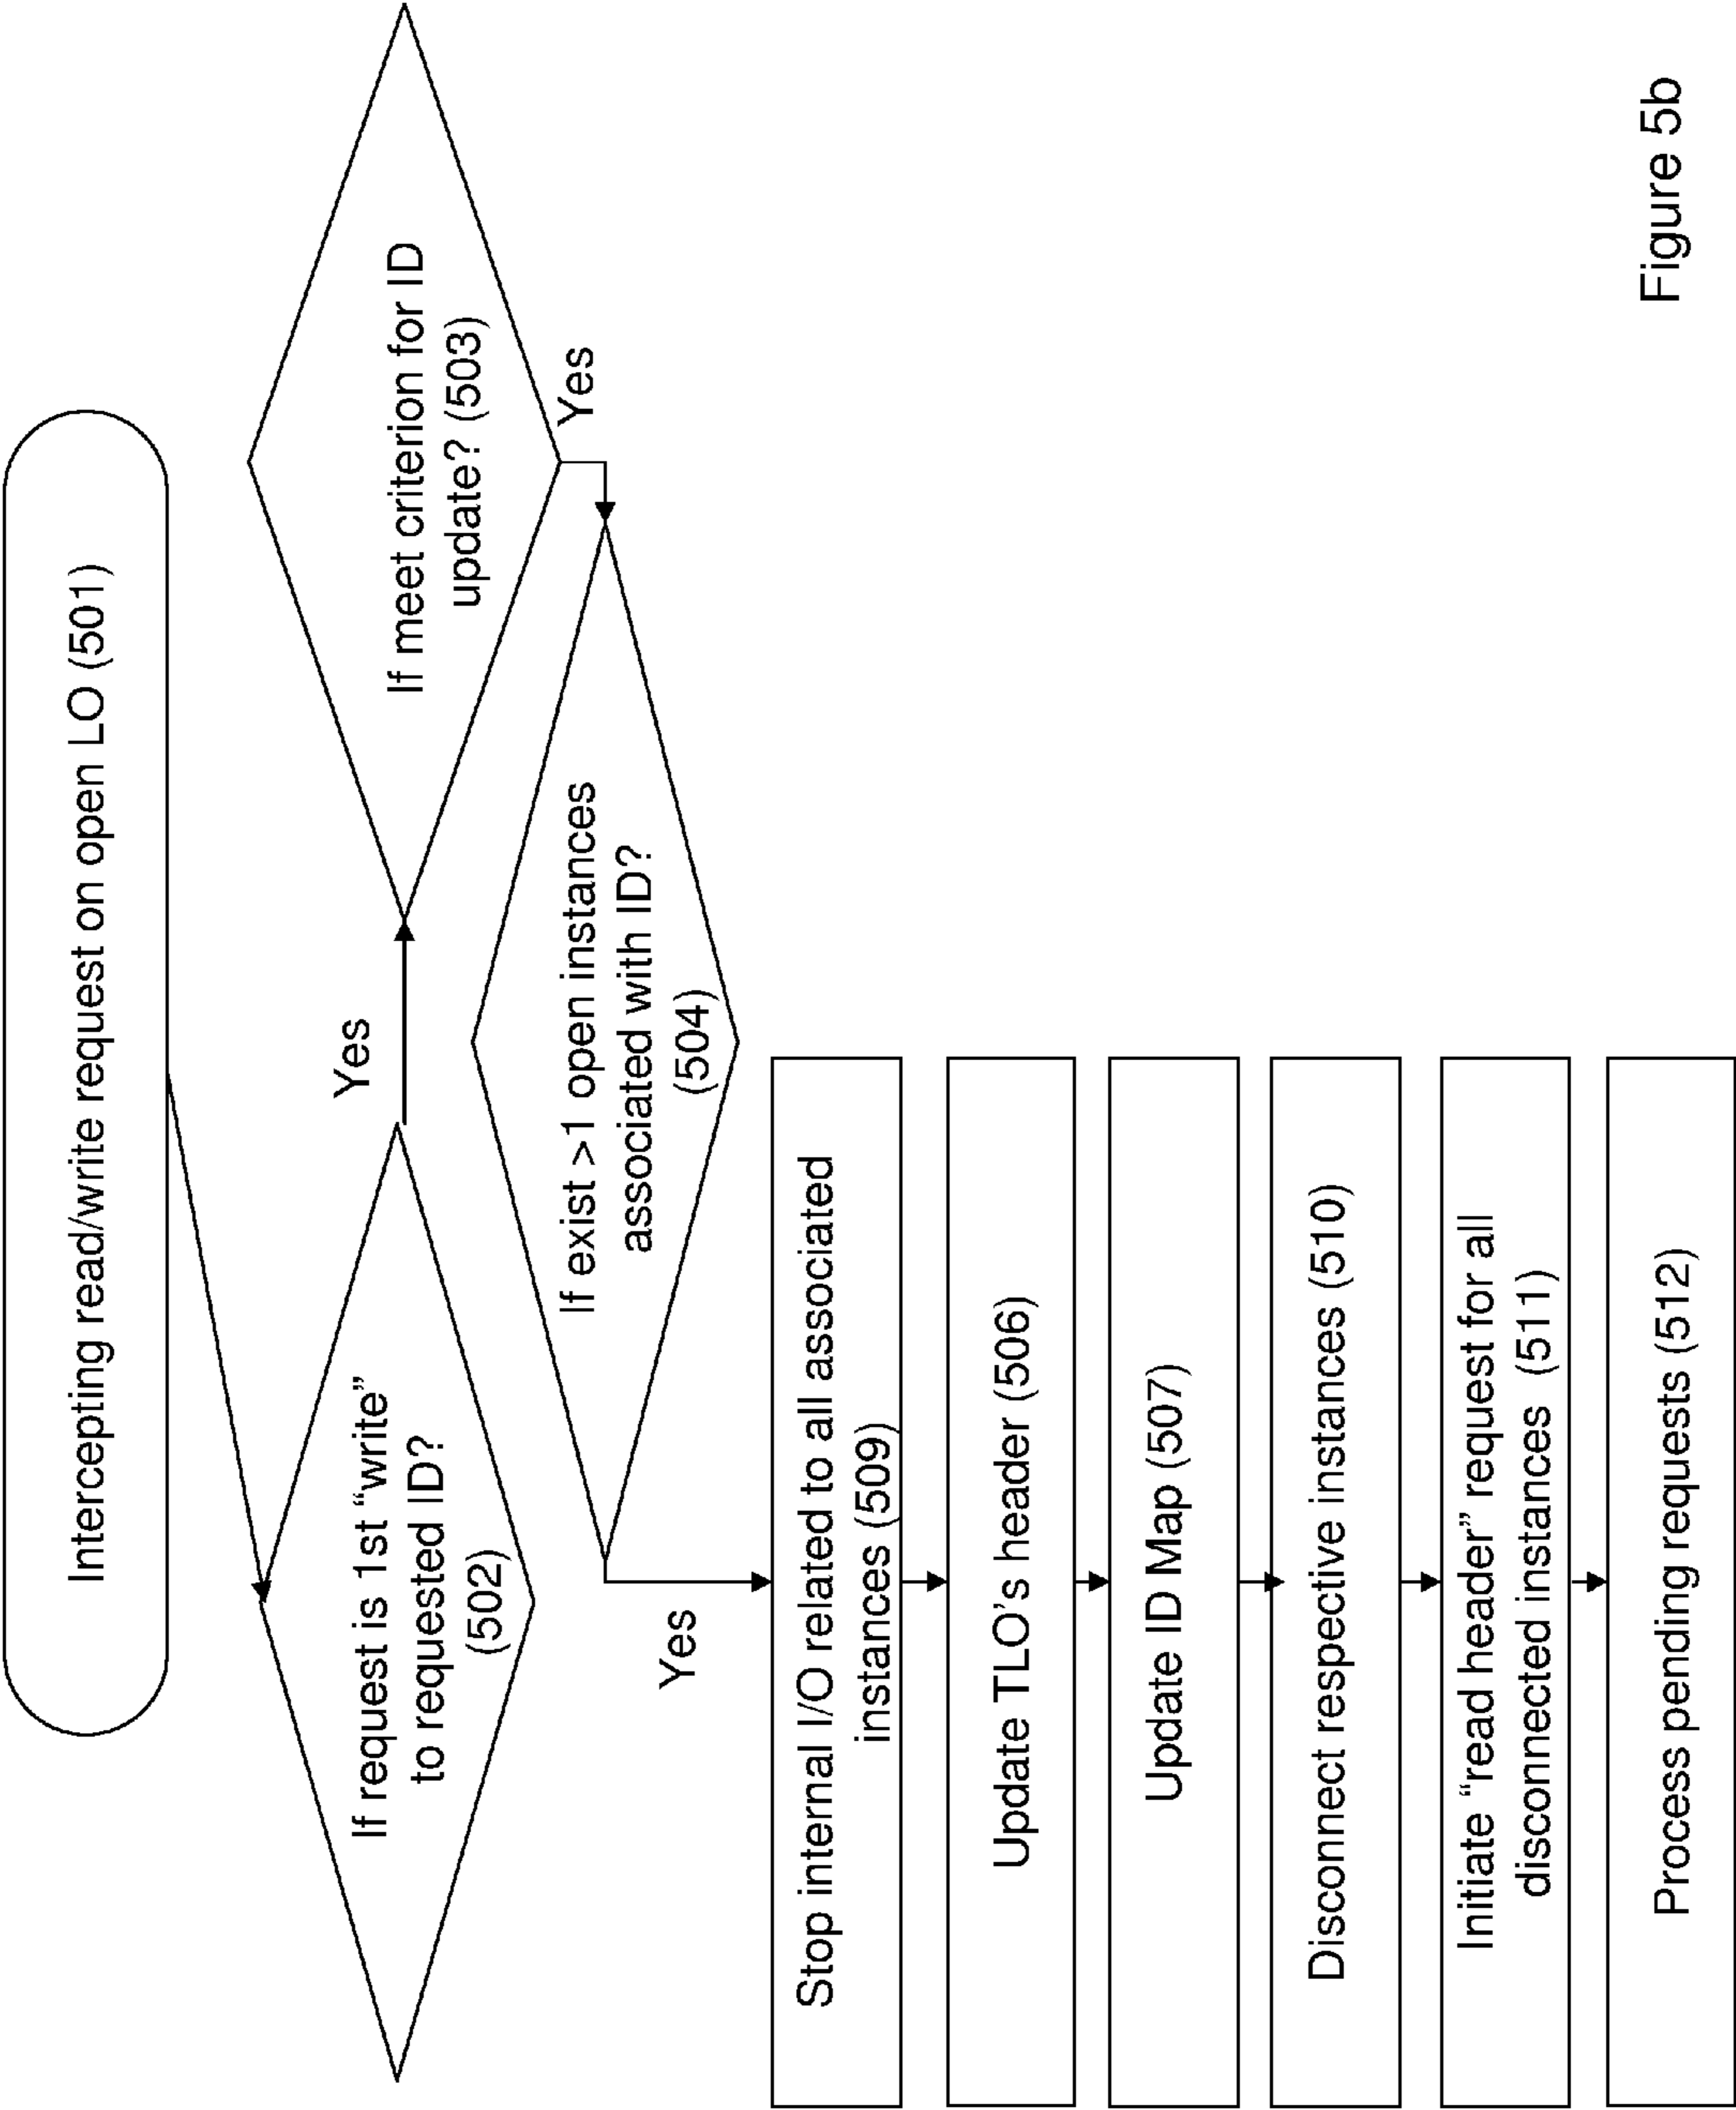 Intercepting read/write request on open LO (501)
If request is 1st “write”
to requested ID?
(502)
Yes
If meet criterion for ID
update? (503)
Yes
If exist >1 open instances
associated with ID?
(504)
Yes
Stop internal I/O related to all associated
instances (509)
Update TLO’s header (506)
Update ID Map (507)
Disconnect respective instances (510)
Initiate “read header” request for all
disconnected instances (511)
Process pending requests (512)
Figure 5b